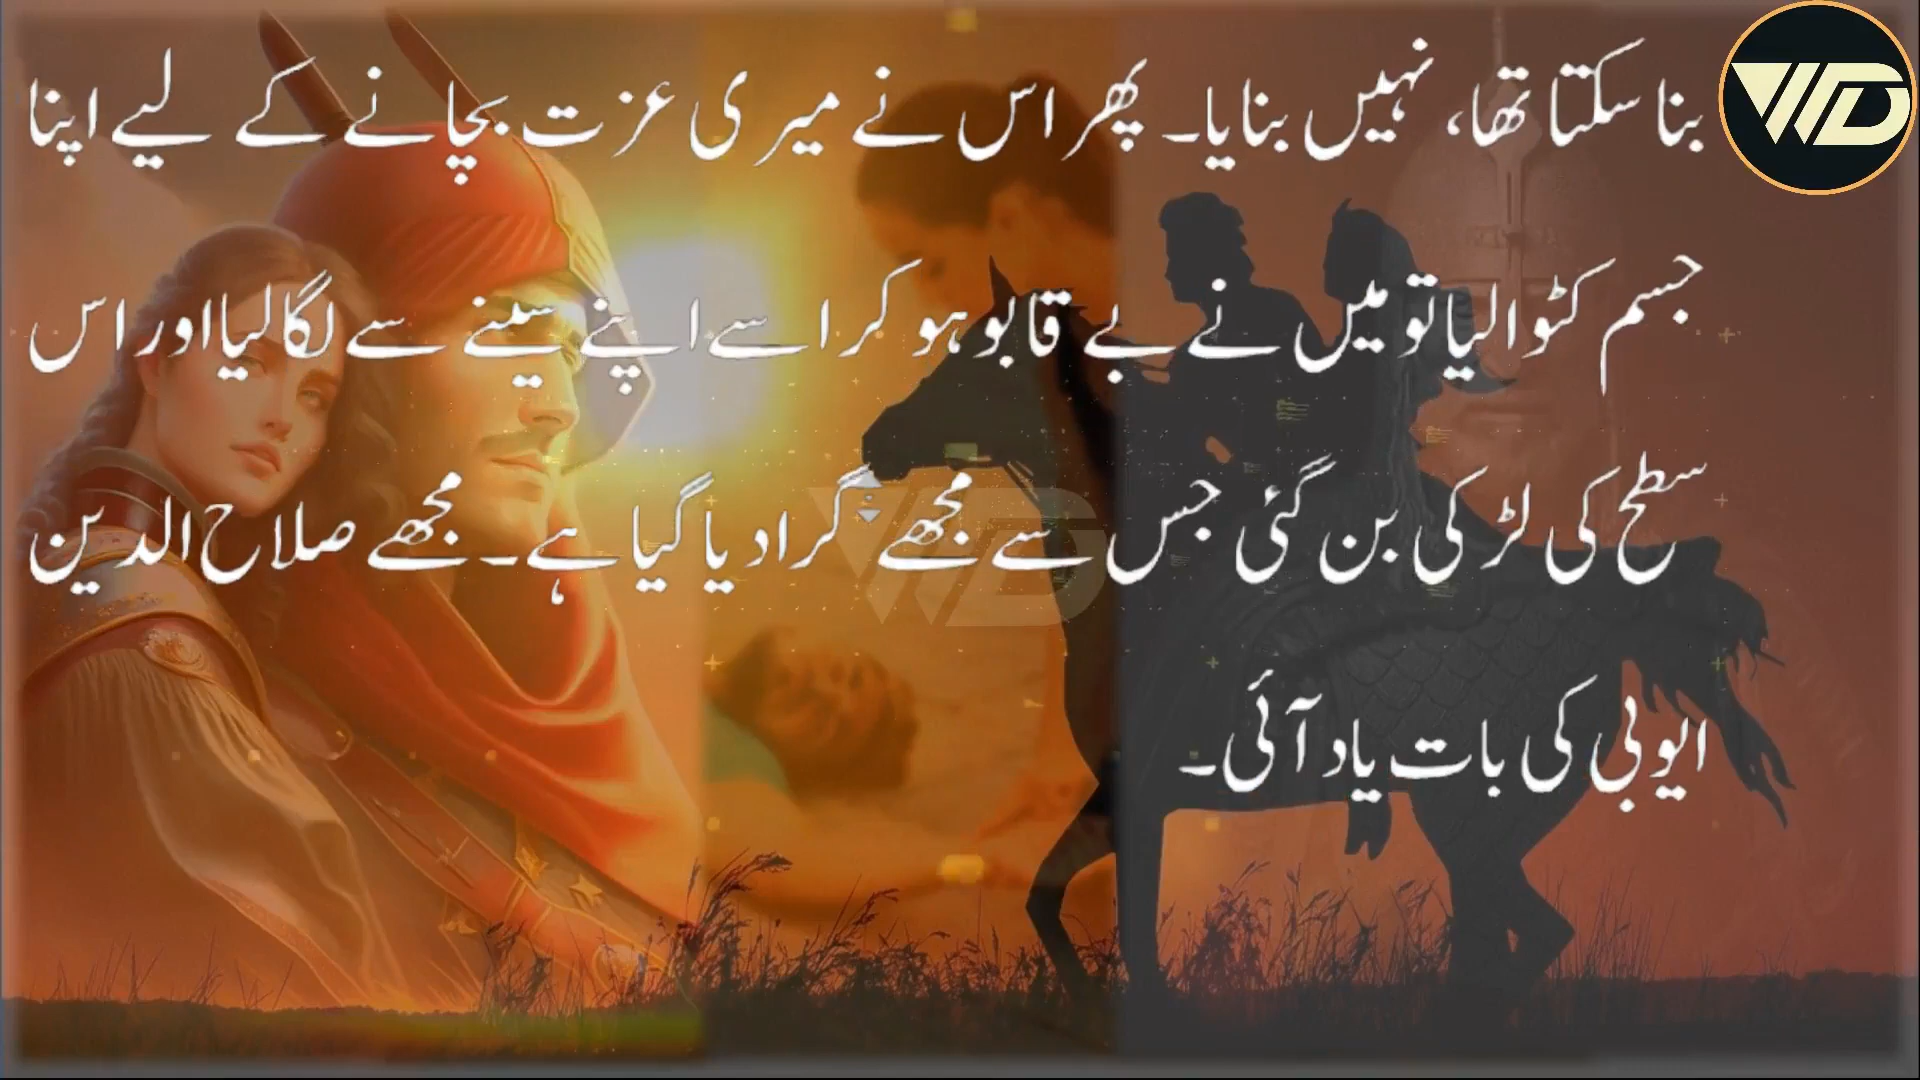 بنا سکتا تھا، نہیں بنایا۔ پھر اس نے میری عزت بچانے کے لیے اپنا
جسم کٹوا لیا تو میں نے بے قابو ہو کر اسے اپنے سینے سے لگا لیا اور اس
سطح کی لڑکی بن گئی جس سے مجھے گرا دیا گیا ہے۔ مجھے صلاح الدین
ایوبی کی بات یاد آئی۔
WD
WD